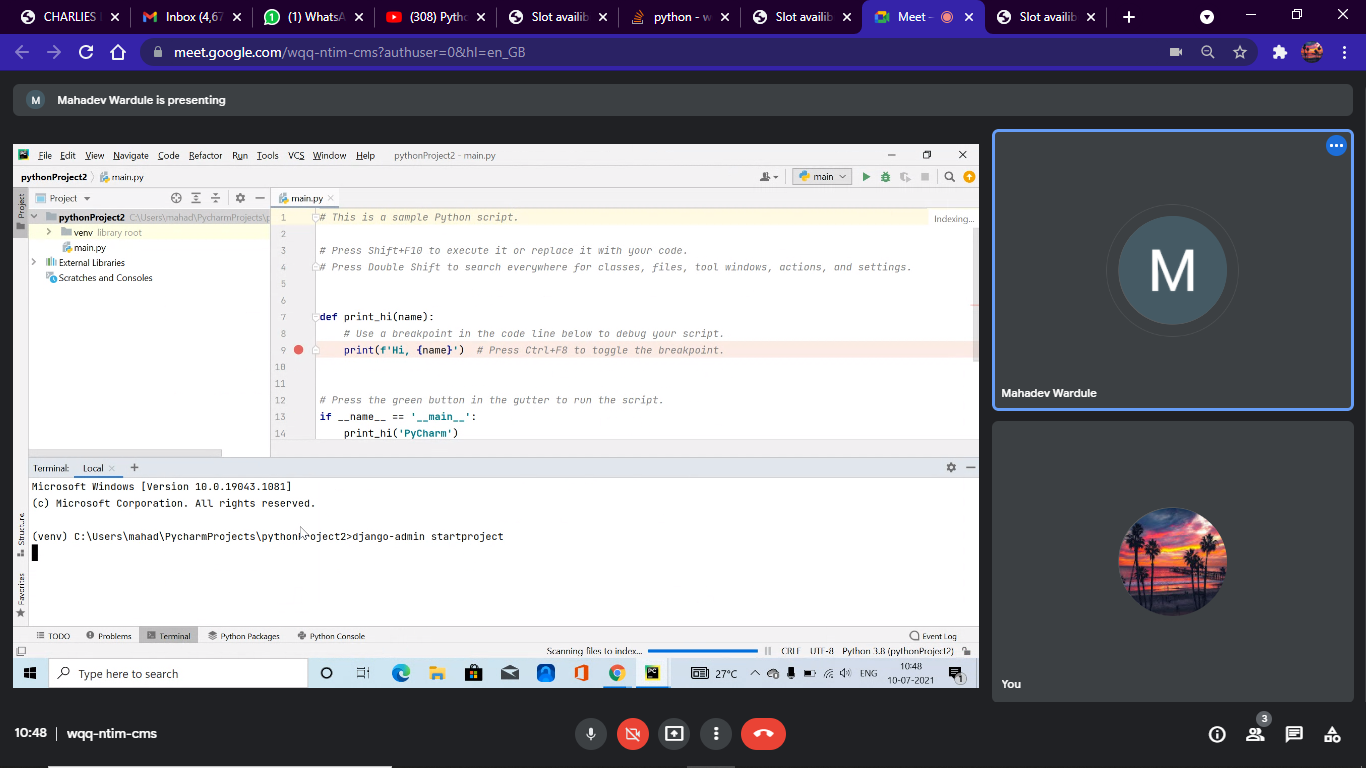 CHARLIES
Inbox (4,67
(1) WhatsA
(308) Pytho
Slot availib
python - w
Slot availib
Meet -
Slot availib
meet.google.com/wqq-ntim-cms?authuser=0&hl=en_GB
M Mahadev Wardule is presenting
File Edit View Navigate Code Refactor Run Tools VCS Window Help pythonProject2 - main.py
pythonProject2 main.py
main
Project
Project
main.py
pythonProject2 C:\Users\mahad\PycharmProjects\p
venv library root
main.py
External Libraries
Scratches and Consoles
Indexing...
1 # This is a sample Python script.
2
3 # Press Shift+F10 to execute it or replace it with your code.
4 # Press Double Shift to search everywhere for classes, files, tool windows, actions, and settings.
5
6
7 def print_hi(name):
8 # Use a breakpoint in the code line below to debug your script.
9 print(f'Hi, {name}') # Press Ctrl+F8 to toggle the breakpoint.
10
11
12 # Press the green button in the gutter to run the script.
13 if __name__ == '__main__':
14 print_hi('PyCharm')
Terminal: Local
Microsoft Windows [Version 10.0.19043.1081]
(c) Microsoft Corporation. All rights reserved.
(venv) C:\Users\mahad\PycharmProjects\pythonProject2>django-admin startproject
Structure
Favorites
TODO Problems Terminal Python Packages Python Console Event Log
Scanning files to index... CRLF UTF-8 Python 3.8 (pythonProject2)
Type here to search
27°C ENG
10:48
10-07-2021
1
M
Mahadev Wardule
You
10:48 | wqq-ntim-cms
3